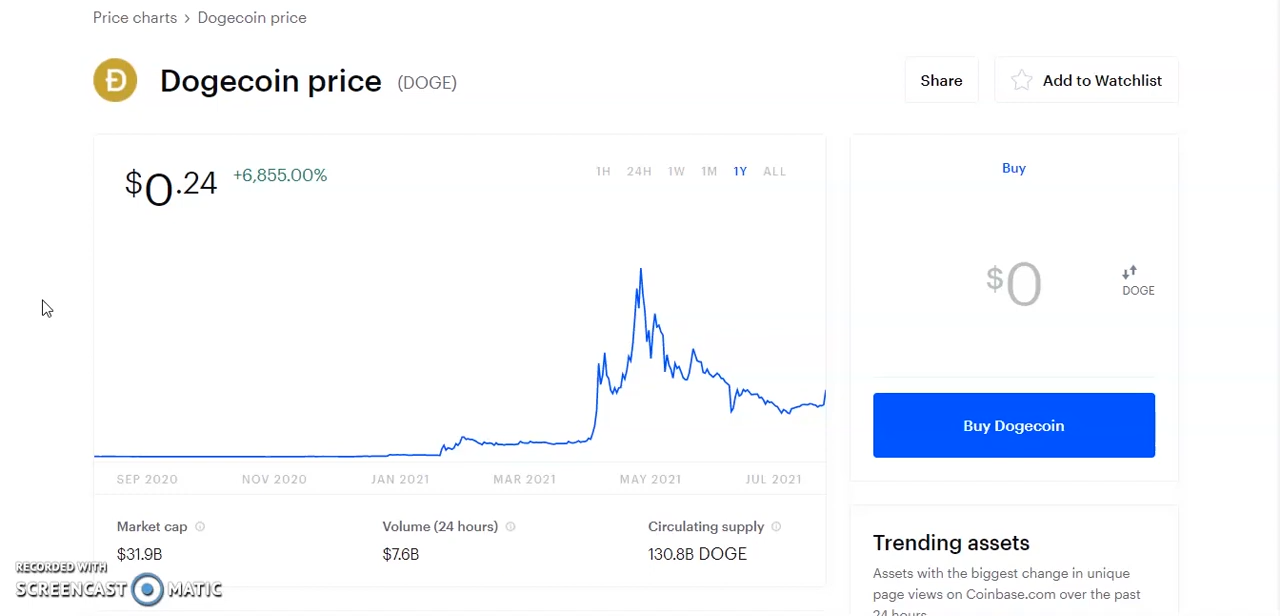 Price charts › Dogecoin price
Dogecoin price (DOGE)
Share
Add to Watchlist
$0.24 +6,855.00%
1H 24H 1W 1M 1Y ALL
Buy
$0
DOGE
Buy Dogecoin
SEP 2020 NOV 2020 JAN 2021 MAR 2021 MAY 2021 JUL 2021
Market cap
$31.9B
Volume (24 hours)
$7.6B
Circulating supply
130.8B DOGE
Trending assets
Assets with the biggest change in unique
page views on Coinbase.com over the past
24 hours
RECORDED WITH
SCREENCAST MATIC